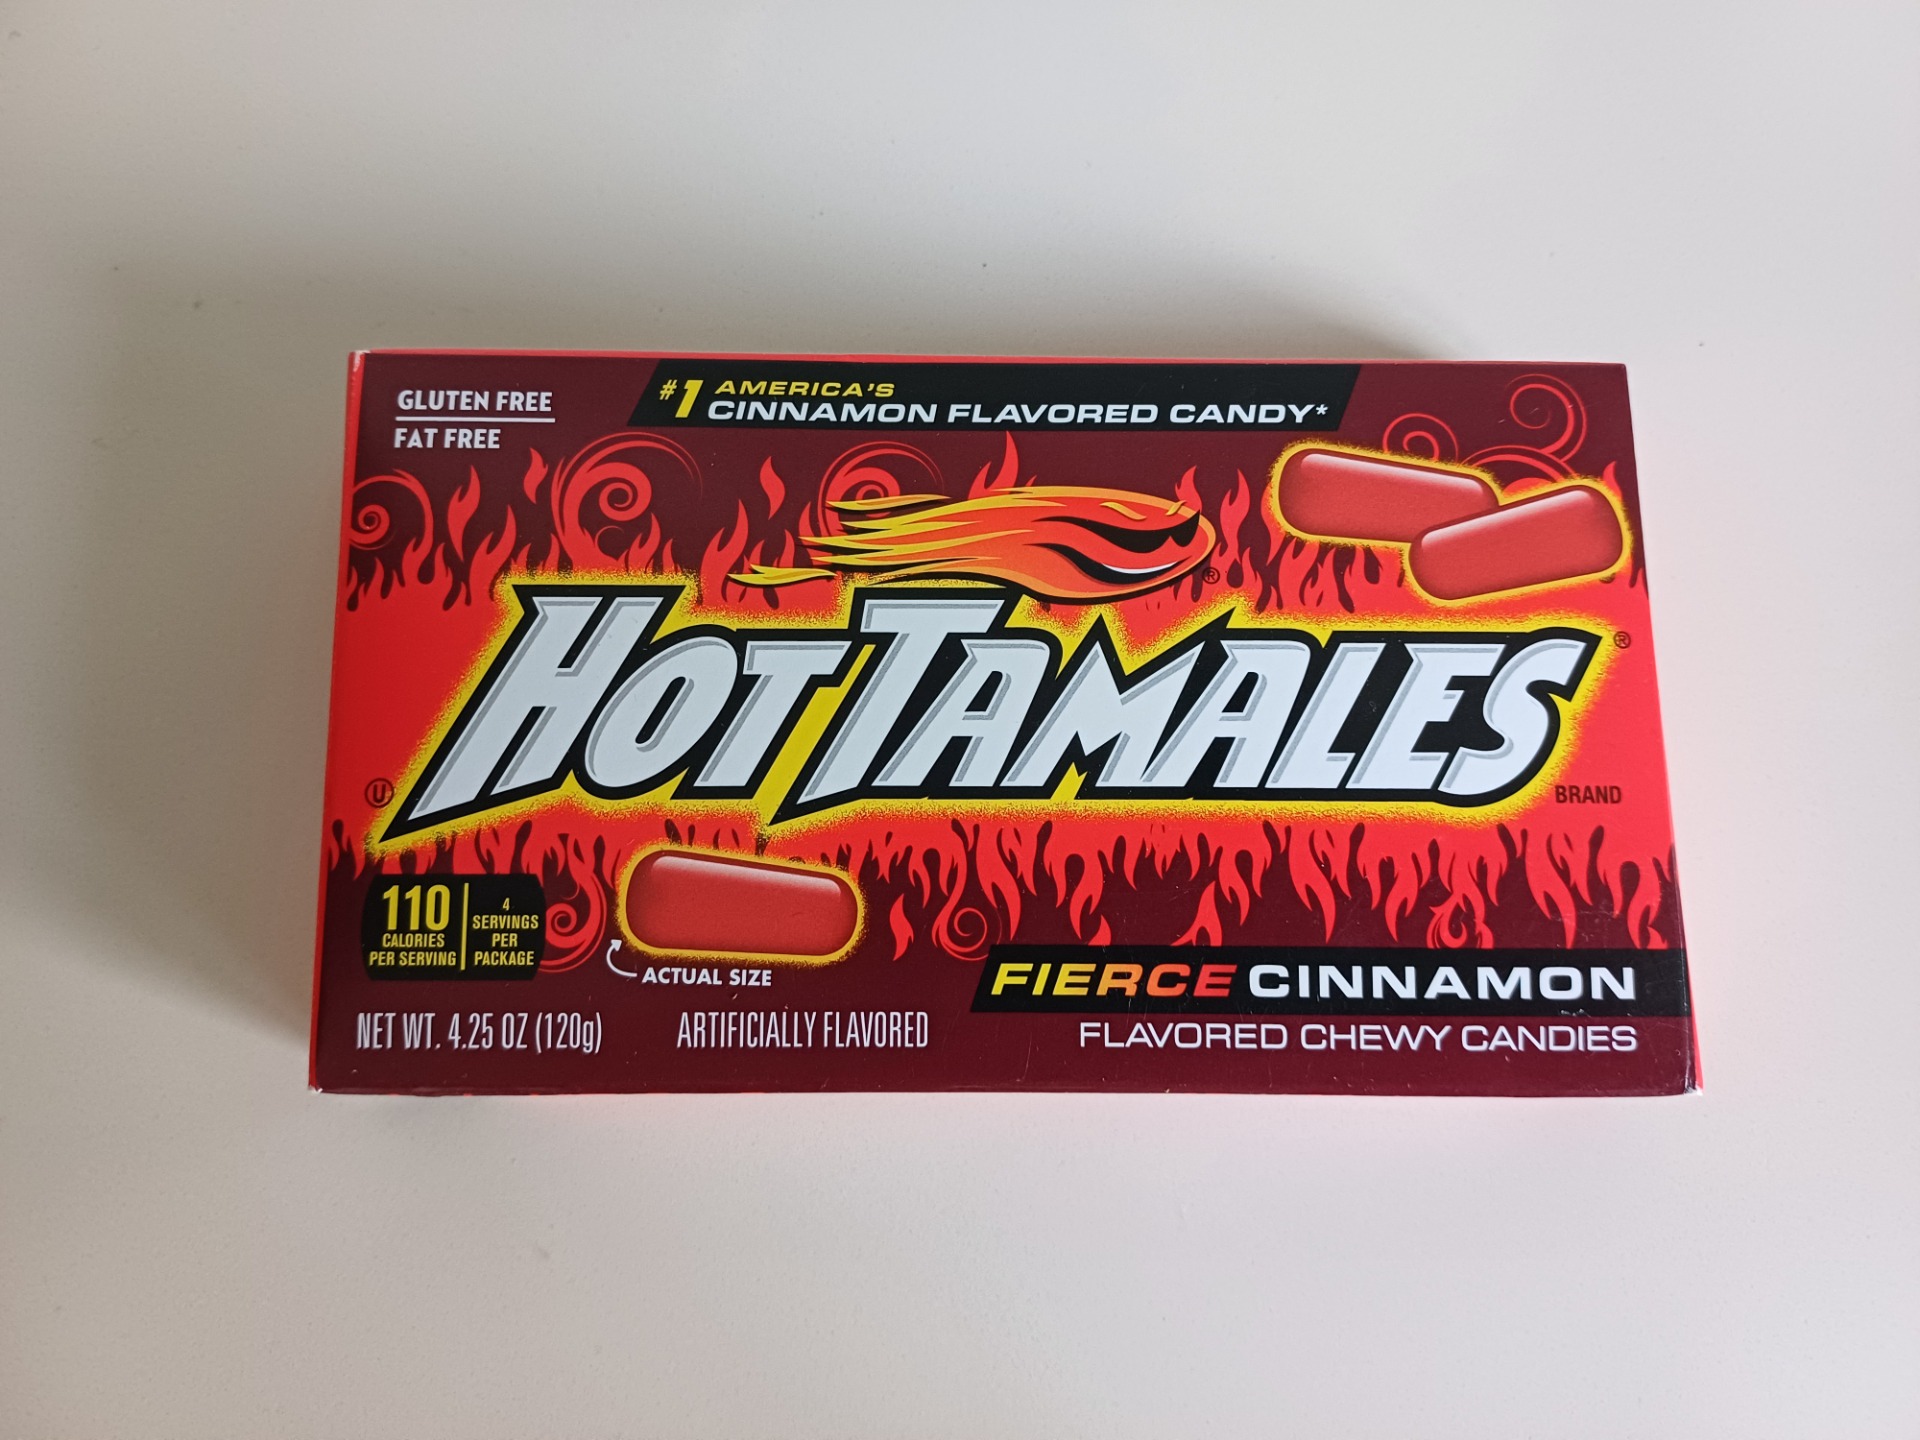 GLUTEN FREE
FAT FREE
#1 AMERICA'S
CINNAMON FLAVORED CANDY*
®
HOT TAMALES®
BRAND
U
110
CALORIES
PER SERVING
4
SERVINGS
PER
PACKAGE
ACTUAL SIZE
FIERCE CINNAMON
FLAVORED CHEWY CANDIES
NET WT. 4.25 OZ (120g)
ARTIFICIALLY FLAVORED